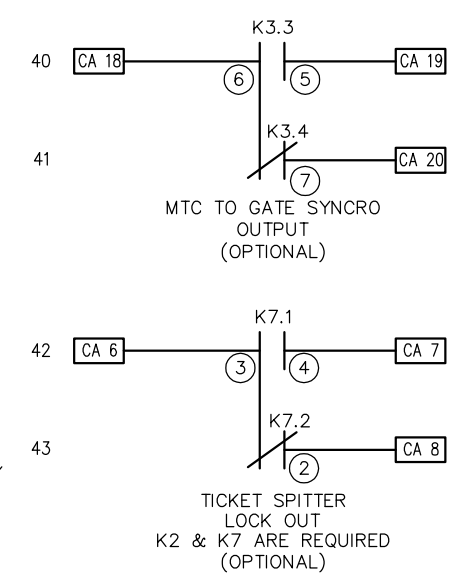 K3.3
40 CA 18 CA 19
6 5
K3.4
41 CA 20
7
MTC TO GATE SYNCRO
OUTPUT
(OPTIONAL)
K7.1
42 CA 6 CA 7
3 4
K7.2
43 CA 8
2
TICKET SPITTER
LOCK OUT
K2 & K7 ARE REQUIRED
(OPTIONAL)